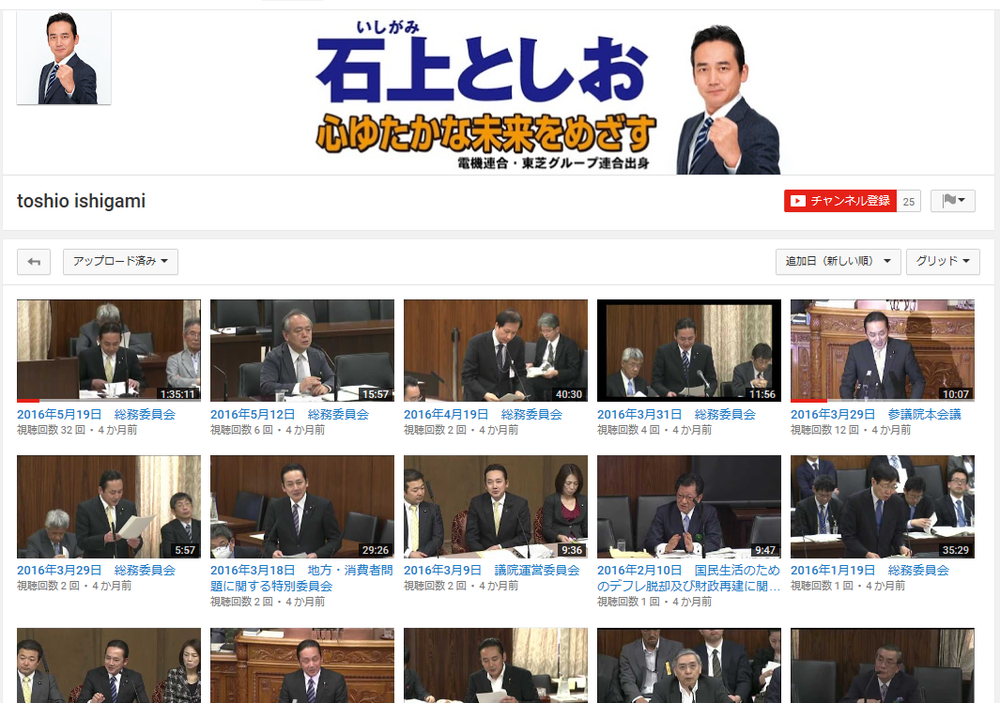 いしがみ
石上としお
心ゆたかな未来をめざす
電機連合・東芝グループ連合出身
toshio ishigami
チャンネル登録 25
アップロード済み
追加日（新しい順） グリッド
1:35:11 15:57 40:30 11:56 10:07
2016年5月19日　総務委員会
視聴回数 32 回・4 か月前
2016年5月12日　総務委員会
視聴回数 6 回・4 か月前
2016年4月19日　総務委員会
視聴回数 2 回・4 か月前
2016年3月31日　総務委員会
視聴回数 4 回・4 か月前
2016年3月29日　参議院本会議
視聴回数 12 回・4 か月前
5:57 29:26 9:36 9:47 35:29
2016年3月29日　総務委員会
視聴回数 2 回・4 か月前
2016年3月18日　地方・消費者問
題に関する特別委員会
視聴回数 2 回・4 か月前
2016年3月9日　議院運営委員会
視聴回数 2 回・4 か月前
2016年2月10日　国民生活のため
のデフレ脱却及び財政再建に関...
視聴回数 1 回・4 か月前
2016年1月19日　総務委員会
視聴回数 1 回・4 か月前